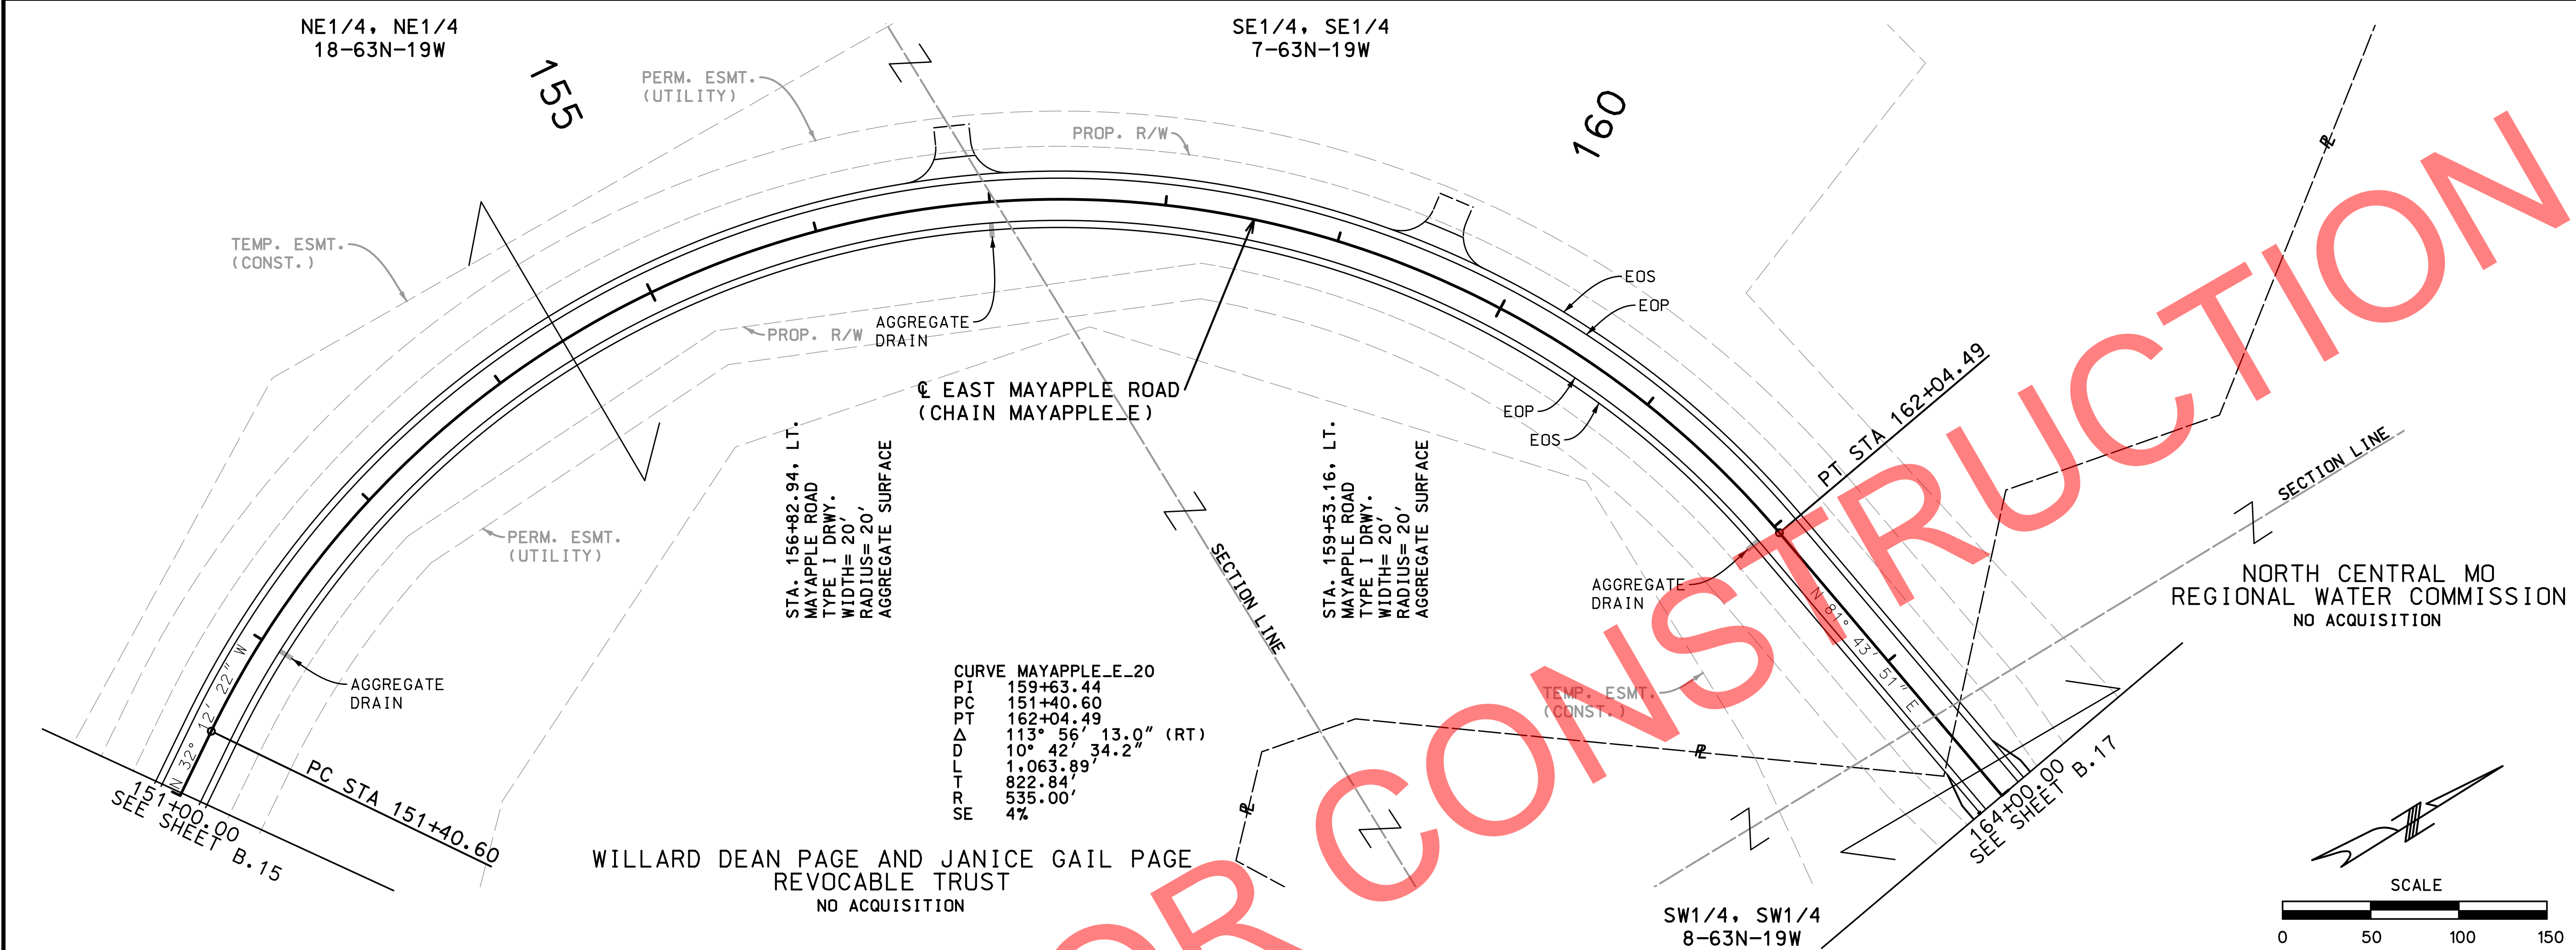 NE1/4, NE1/4
18-63N-19W
SE1/4, SE1/4
7-63N-19W
155
160
PERM. ESMT.
(UTILITY)
PROP. R/W
TEMP. ESMT.
(CONST.)
EOS
EOP
PROP. R/W
AGGREGATE
DRAIN
℄ EAST MAYAPPLE ROAD
(CHAIN MAYAPPLE_E)
EOP
EOS
STA. 156+82.94, LT.
MAYAPPLE ROAD
TYPE I DRWY.
WIDTH= 20'
RADIUS= 20'
AGGREGATE SURFACE
STA. 159+53.16, LT.
MAYAPPLE ROAD
TYPE I DRWY.
WIDTH= 20'
RADIUS= 20'
AGGREGATE SURFACE
PT STA 162+04.49
SECTION LINE
SECTION LINE
PERM. ESMT.
(UTILITY)
AGGREGATE
DRAIN
NORTH CENTRAL MO
REGIONAL WATER COMMISSION
NO ACQUISITION
N 81° 43' 51" E
N 32° 12' 22" W
AGGREGATE
DRAIN
CURVE MAYAPPLE_E_20
PI 159+63.44
PC 151+40.60
PT 162+04.49
Δ 113° 56' 13.0" (RT)
D 10° 42' 34.2"
L 1,063.89'
T 822.84'
R 535.00'
SE 4%
TEMP. ESMT.
(CONST.)
PL
PL
PL
PC STA 151+40.60
151+00.00
SEE SHEET B.15
164+00.00
SEE SHEET B.17
WILLARD DEAN PAGE AND JANICE GAIL PAGE
REVOCABLE TRUST
NO ACQUISITION
SW1/4, SW1/4
8-63N-19W
SCALE
0 50 100 150
OR CONSTRUCTION